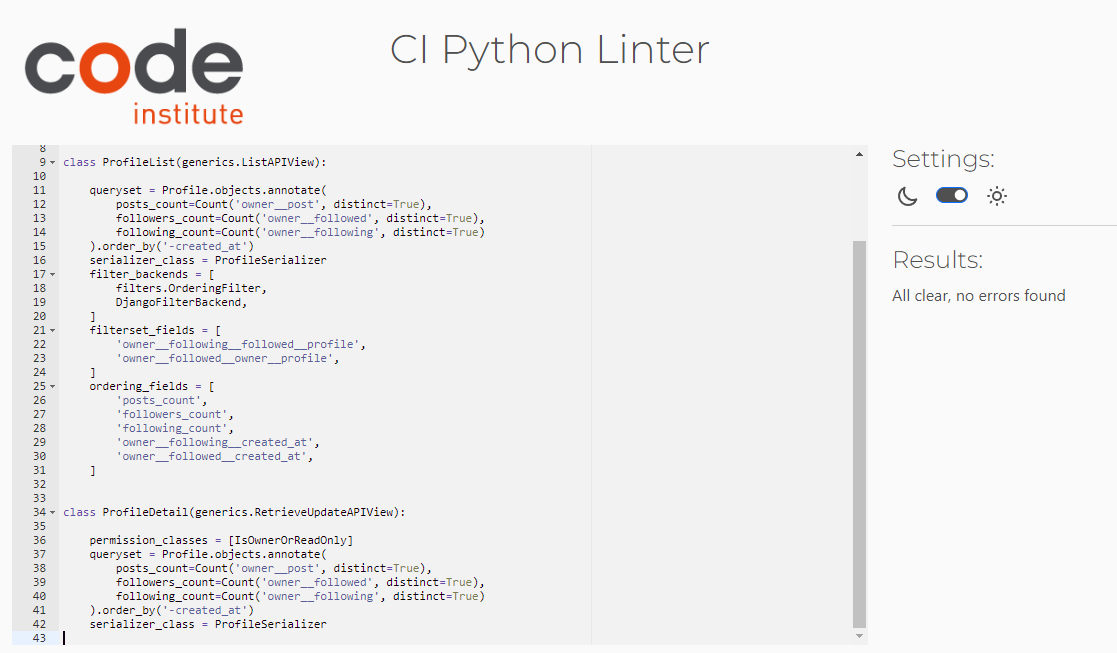 code
institute
CI Python Linter
8
9 class ProfileList(generics.ListAPIView):
10
11 queryset = Profile.objects.annotate(
12 posts_count=Count('owner__post', distinct=True),
13 followers_count=Count('owner__followed', distinct=True),
14 following_count=Count('owner__following', distinct=True)
15 ).order_by('-created_at')
16 serializer_class = ProfileSerializer
17 filter_backends = [
18 filters.OrderingFilter,
19 DjangoFilterBackend,
20 ]
21 filterset_fields = [
22 'owner__following__followed__profile',
23 'owner__followed__owner__profile',
24 ]
25 ordering_fields = [
26 'posts_count',
27 'followers_count',
28 'following_count',
29 'owner__following__created_at',
30 'owner__followed__created_at',
31 ]
32
33
34 class ProfileDetail(generics.RetrieveUpdateAPIView):
35
36 permission_classes = [IsOwnerOrReadOnly]
37 queryset = Profile.objects.annotate(
38 posts_count=Count('owner__post', distinct=True),
39 followers_count=Count('owner__followed', distinct=True),
40 following_count=Count('owner__following', distinct=True)
41 ).order_by('-created_at')
42 serializer_class = ProfileSerializer
43
Settings:
Results:
All clear, no errors found